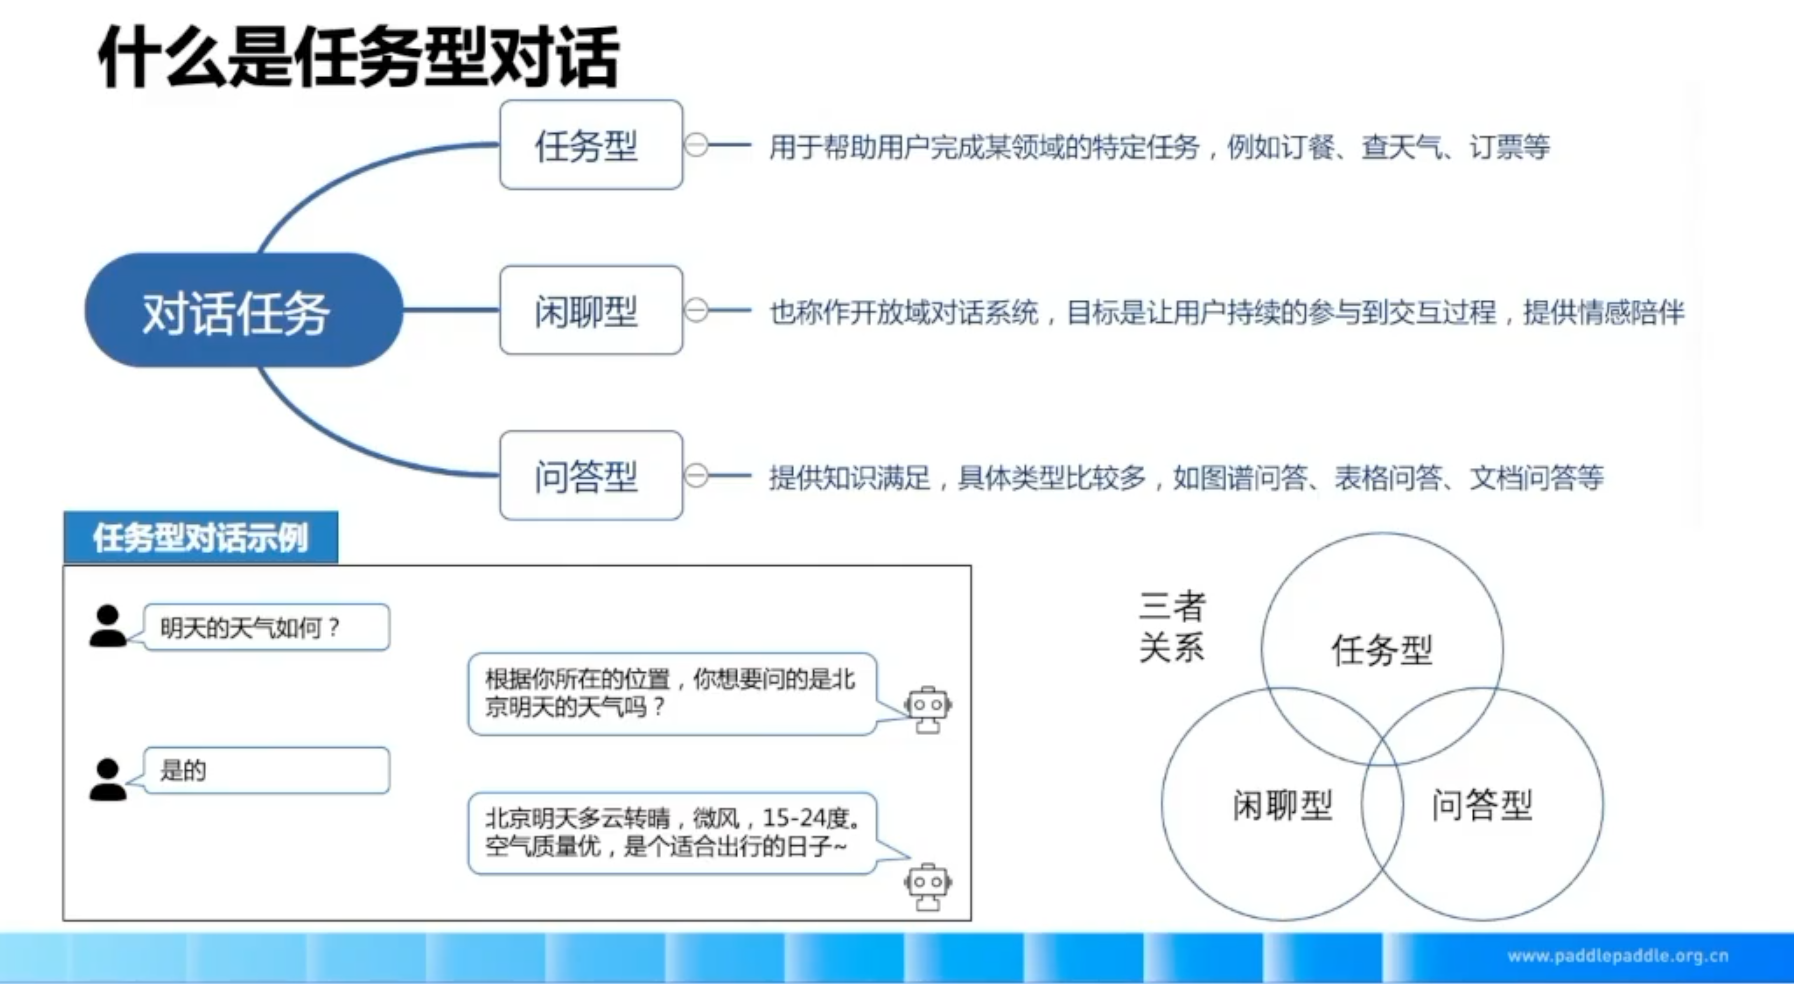 什么是任务型对话
任务型
用于帮助用户完成某领域的特定任务，例如订餐、查天气、订票等
对话任务
闲聊型
也称作开放域对话系统，目标是让用户持续的参与到交互过程，提供情感陪伴
问答型
提供知识满足，具体类型比较多，如图谱问答、表格问答、文档问答等
任务型对话示例
明天的天气如何？
根据你所在的位置，你想要问的是北
京明天的天气吗？
是的
北京明天多云转晴，微风，15-24度。
空气质量优，是个适合出行的日子~
三者
关系
任务型
闲聊型
问答型
www.paddlepaddle.org.cn